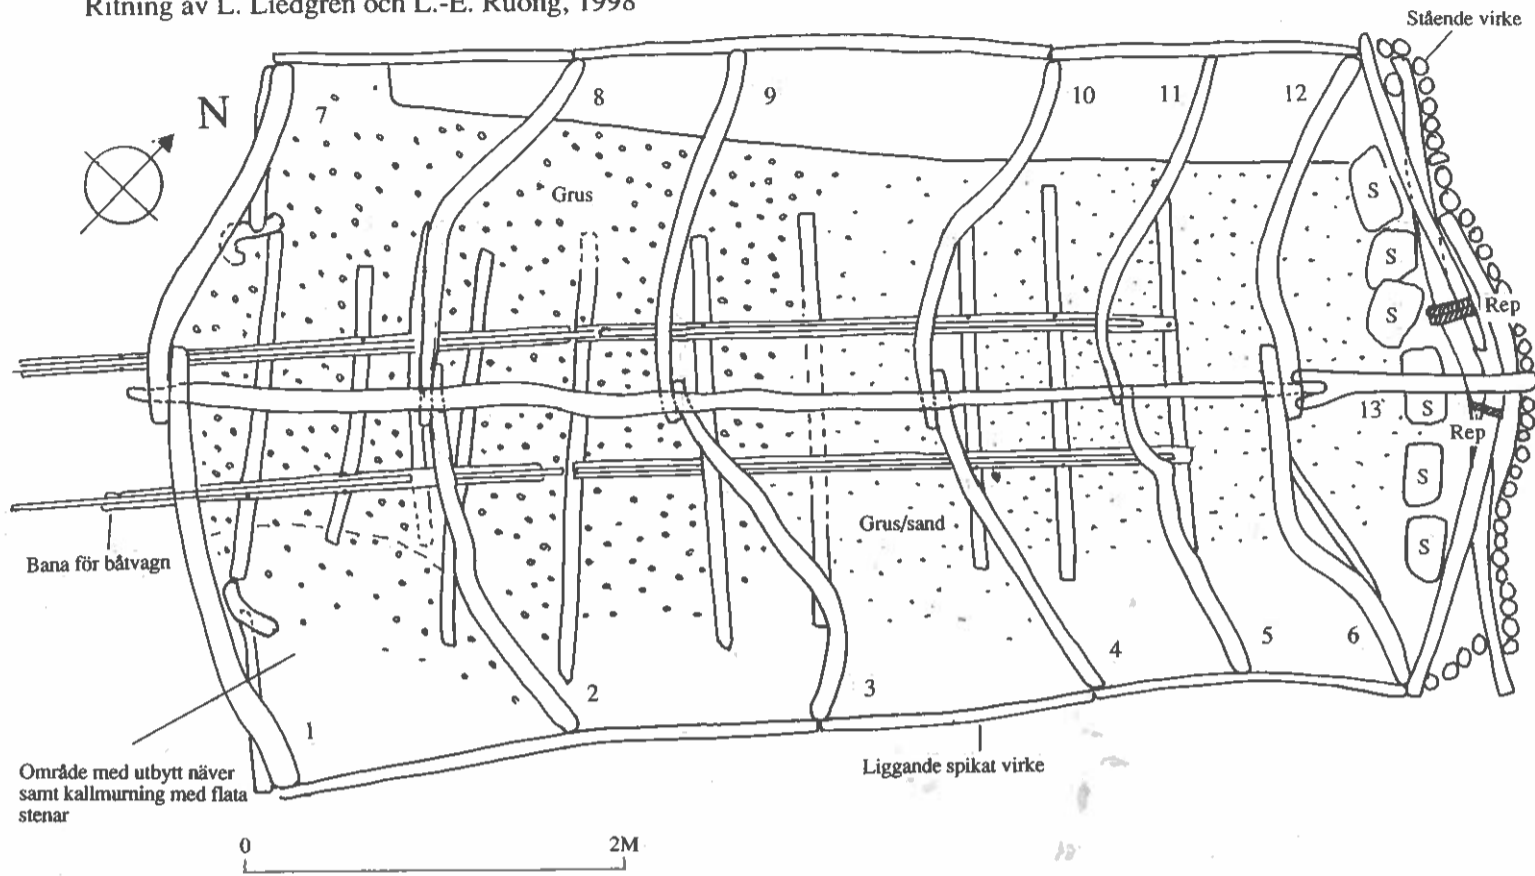 Ritning av L. Liedgren och L.-E. Ruong, 1998
Stående virke
N
7
8
9
10
11
12
Grus
S
S
S
Rep
13
S
Rep
S
S
Grus/sand
Bana för båtvagn
1
2
3
4
5
6
Område med utbytt näver
samt kallmurning med flata
stenar
Liggande spikat virke
0
2M